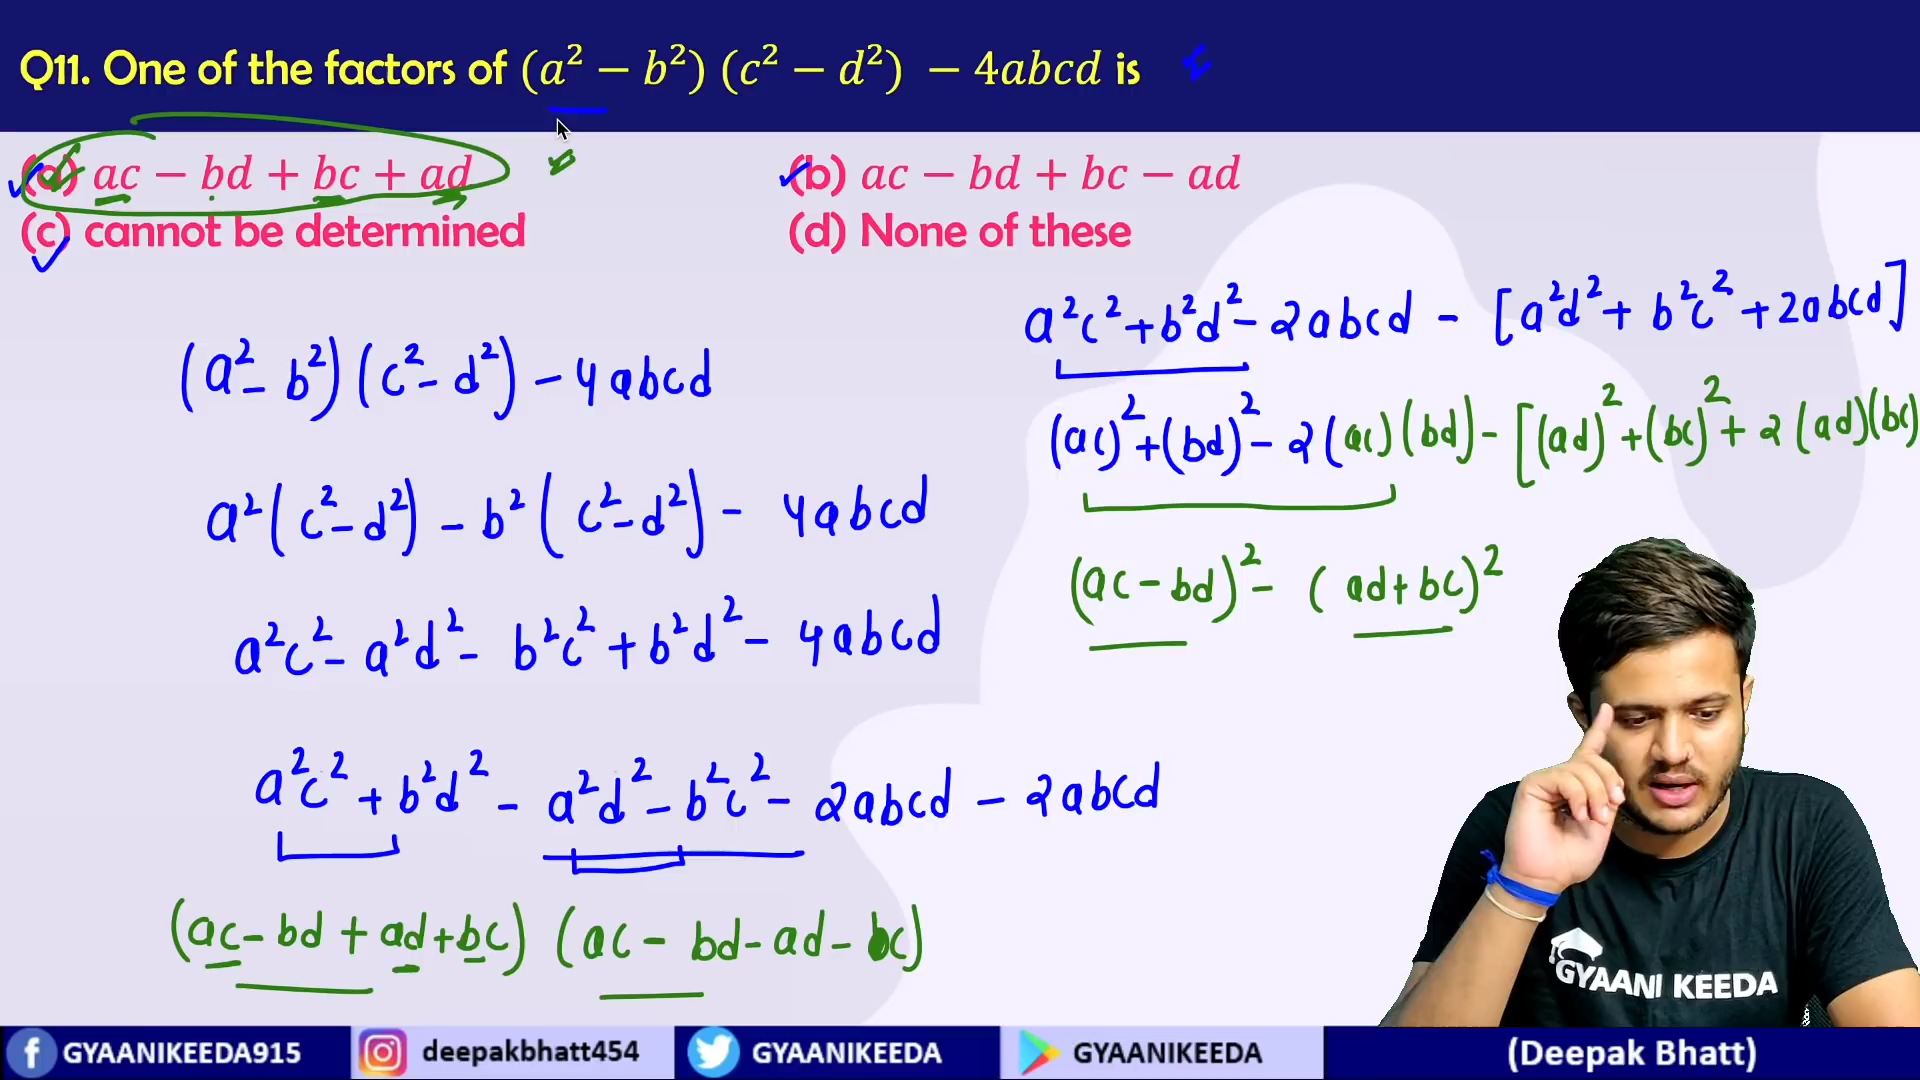 Q11. One of the factors of (a² − b²) (c² − d²) − 4abcd is
(a) ac − bd + bc + ad
(b) ac − bd + bc − ad
(c) cannot be determined
(d) None of these
(a² - b²) (c² - d²) - 4abcd
a² (c² - d²) - b² (c² - d²) - 4abcd
a²c² - a²d² - b²c² + b²d² - 4abcd
a²c² + b²d² - a²d² - b²c² - 2abcd - 2abcd
(ac - bd + ad + bc) (ac - bd - ad - bc)
a²c² + b²d² - 2abcd - [a²d² + b²c² + 2abcd]
(ac)² + (bd)² - 2(ac)(bd) - [(ad)² + (bc)² + 2(ad)(bc)
(ac - bd)² - (ad + bc)²
GYAANI KEEDA
GYAANIKEEDA915
deepakbhatt454
GYAANIKEEDA
GYAANIKEEDA
(Deepak Bhatt)